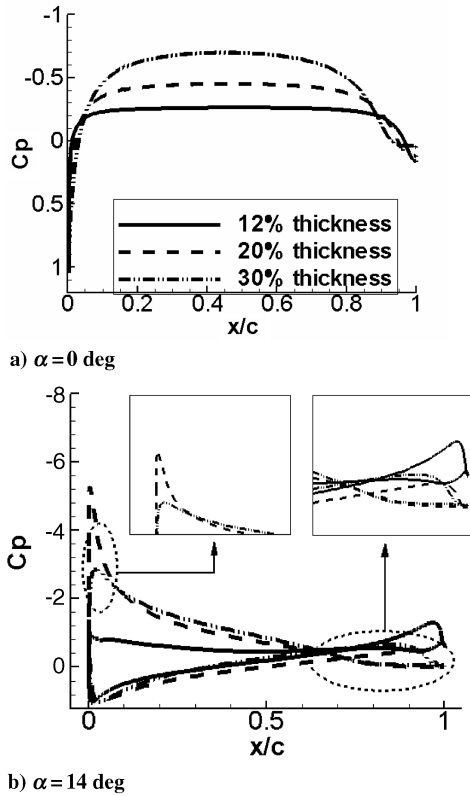 -1
-0.5
0
0.5
1
Cp
12% thickness
20% thickness
30% thickness
0 0.2 0.4 0.6 0.8 1
x/c
a) α = 0 deg
-8
-6
-4
-2
0
Cp
0 0.5 1
x/c
b) α = 14 deg